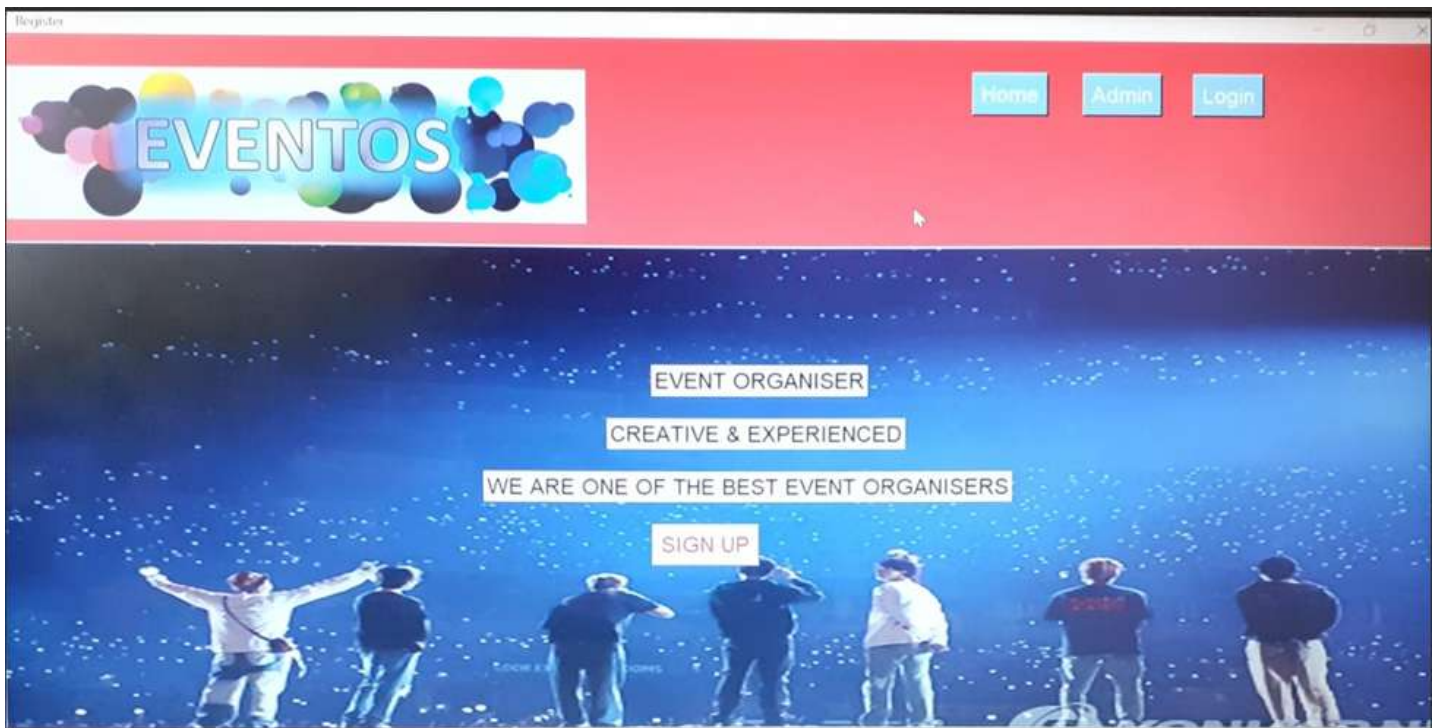 Register
EVENTOS
Home
Admin
Login
EVENT ORGANISER
CREATIVE & EXPERIENCED
WE ARE ONE OF THE BEST EVENT ORGANISERS
SIGN UP